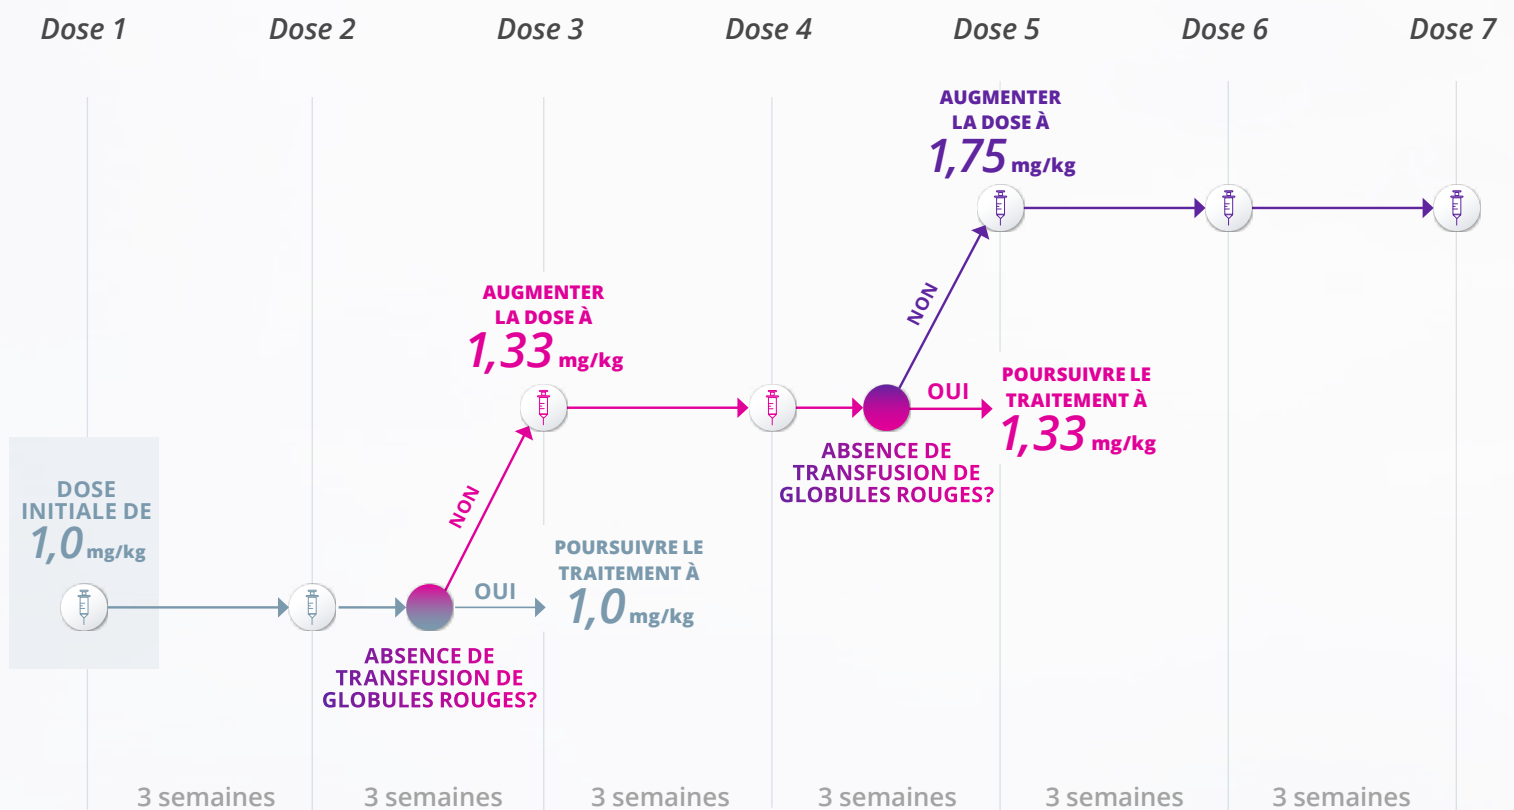 Dose 1
Dose 2
Dose 3
Dose 4
Dose 5
Dose 6
Dose 7
AUGMENTER
LA DOSE À
1,75 mg/kg
NON
AUGMENTER
LA DOSE À
1,33 mg/kg
OUI
POURSUIVRE LE
TRAITEMENT À
1,33 mg/kg
ABSENCE DE
TRANSFUSION DE
GLOBULES ROUGES?
DOSE
INITIALE DE
1,0 mg/kg
NON
OUI
POURSUIVRE LE
TRAITEMENT À
1,0 mg/kg
ABSENCE DE
TRANSFUSION DE
GLOBULES ROUGES?
3 semaines
3 semaines
3 semaines
3 semaines
3 semaines
3 semaines